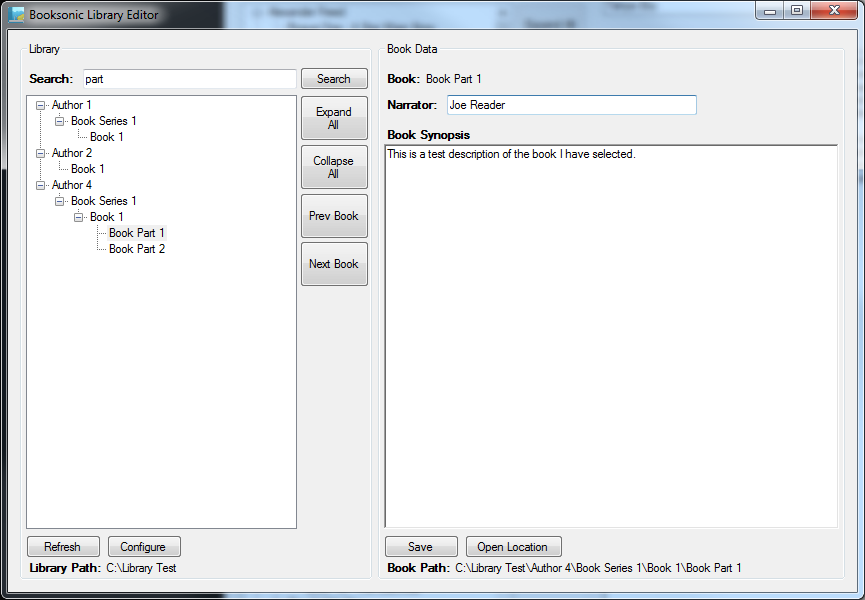 Booksonic Library Editor
Library
Search: part Search
Author 1
Book Series 1
Book 1
Author 2
Book 1
Author 4
Book Series 1
Book 1
Book Part 1
Book Part 2
Expand
All
Collapse
All
Prev Book
Next Book
Refresh Configure
Library Path: C:\Library Test
Book Data
Book: Book Part 1
Narrator: Joe Reader
Book Synopsis
This is a test description of the book I have selected.
Save Open Location
Book Path: C:\Library Test\Author 4\Book Series 1\Book 1\Book Part 1